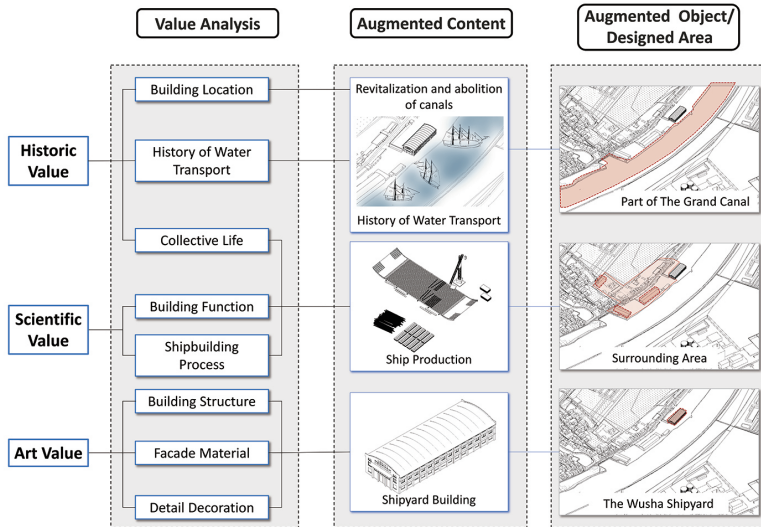 Value Analysis
Augmented Content
Augmented Object/
Designed Area
Historic
Value
Building Location
History of Water
Transport
Collective Life
Revitalization and abolition
of canals
History of Water Transport
Part of The Grand Canal
Scientific
Value
Building Function
Shipbuilding
Process
Ship Production
Surrounding Area
Art Value
Building Structure
Facade Material
Detail Decoration
Shipyard Building
The Wusha Shipyard